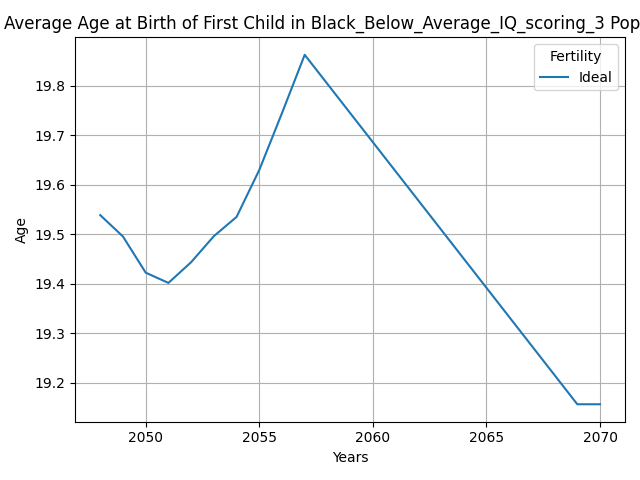 Average Age at Birth of First Child in Black_Below_Average_IQ_scoring_3 Pop
Fertility
Ideal
19.8
19.7
19.6
19.5
19.4
19.3
19.2
Age
2050 2055 2060 2065 2070
Years